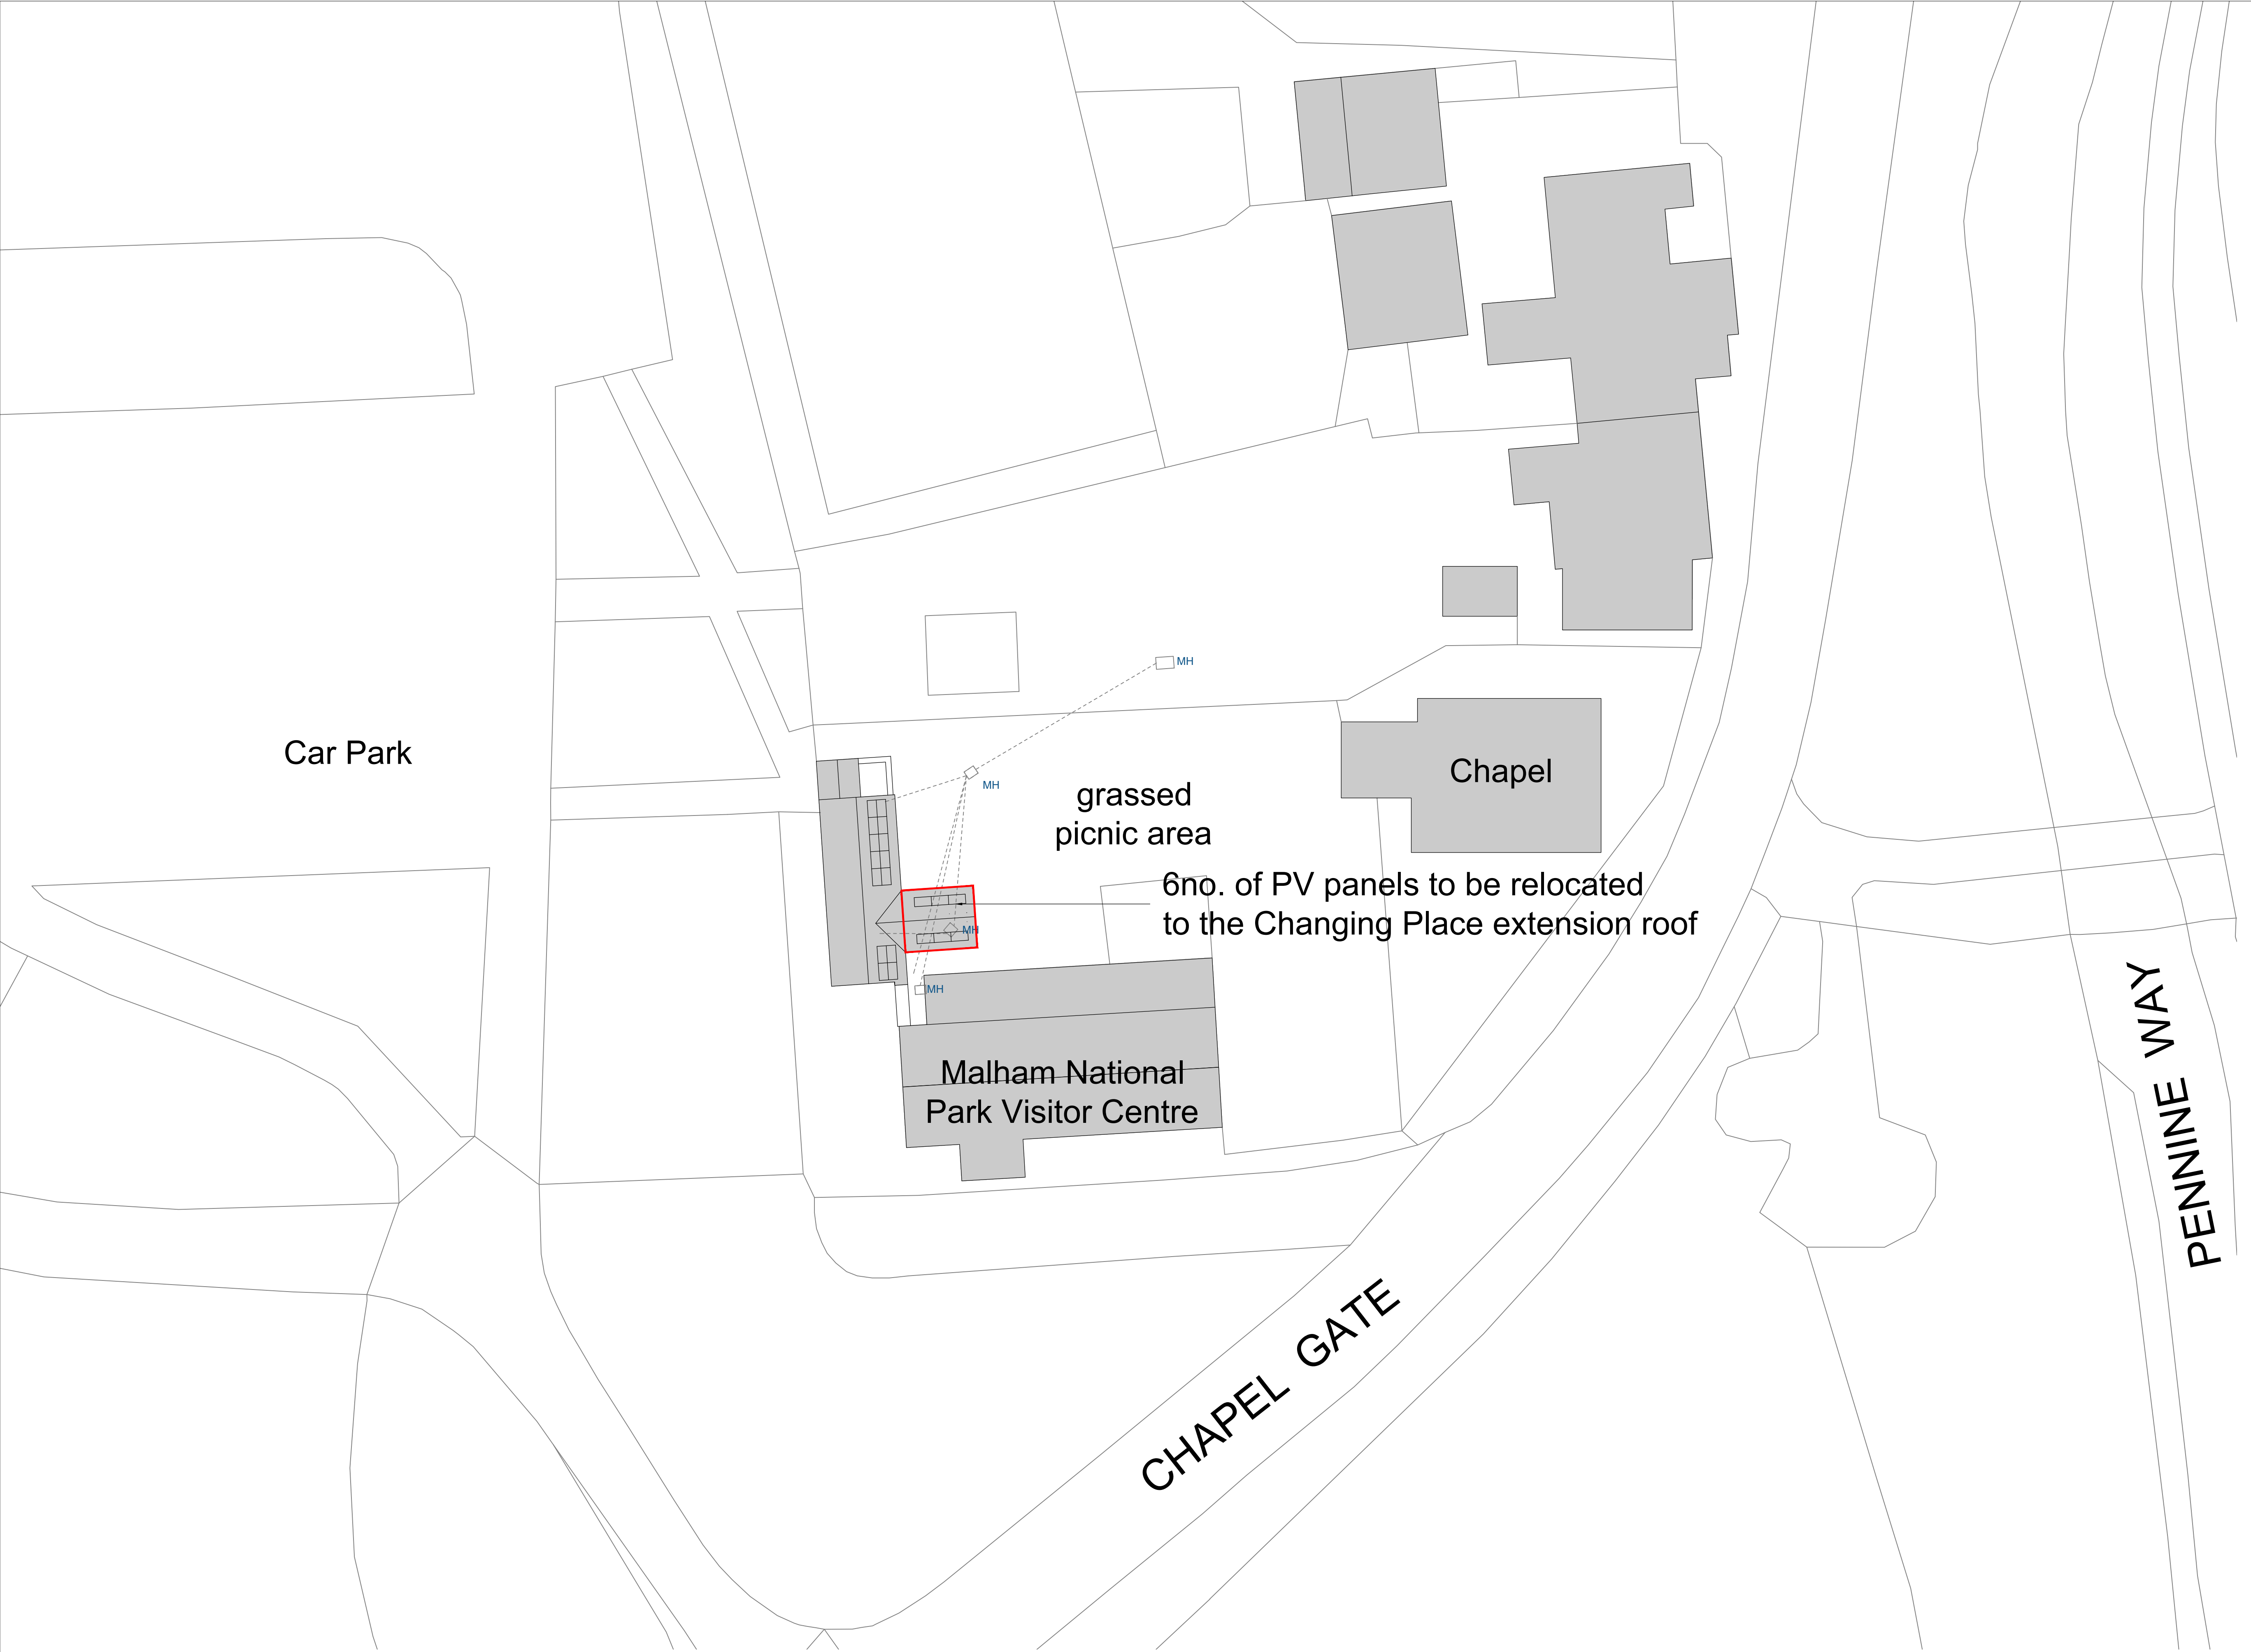 MH
Car Park
MH
Chapel
grassed
picnic area
6no. of PV panels to be relocated
to the Changing Place extension roof
MH
MH
Malham National
Park Visitor Centre
PENNINE WAY
CHAPEL GATE